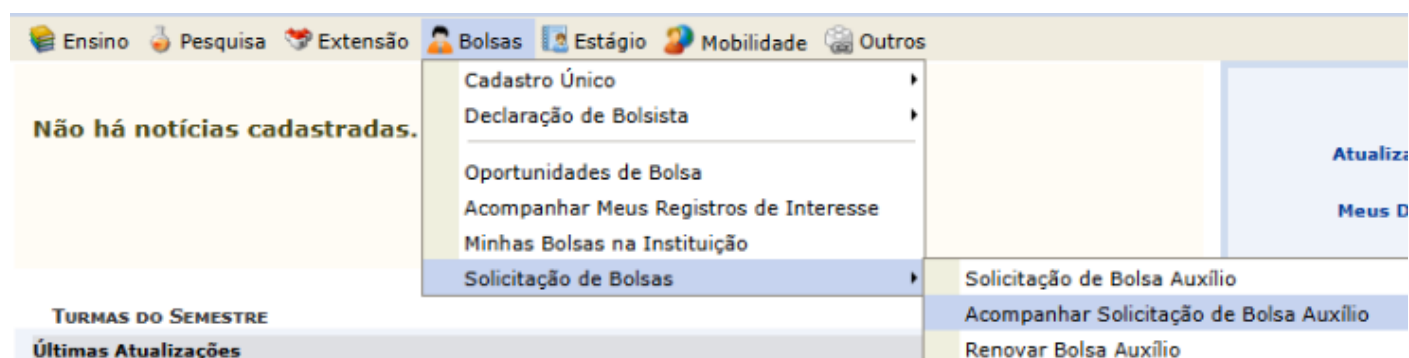 Ensino Pesquisa Extensão Bolsas Estágio Mobilidade Outros
Cadastro Único
Declaração de Bolsista
Não há notícias cadastradas.
Oportunidades de Bolsa
Acompanhar Meus Registros de Interesse
Minhas Bolsas na Instituição
Solicitação de Bolsas
Solicitação de Bolsa Auxílio
Acompanhar Solicitação de Bolsa Auxílio
Renovar Bolsa Auxílio
Meus
TURMAS DO SEMESTRE
Últimas Atualizações